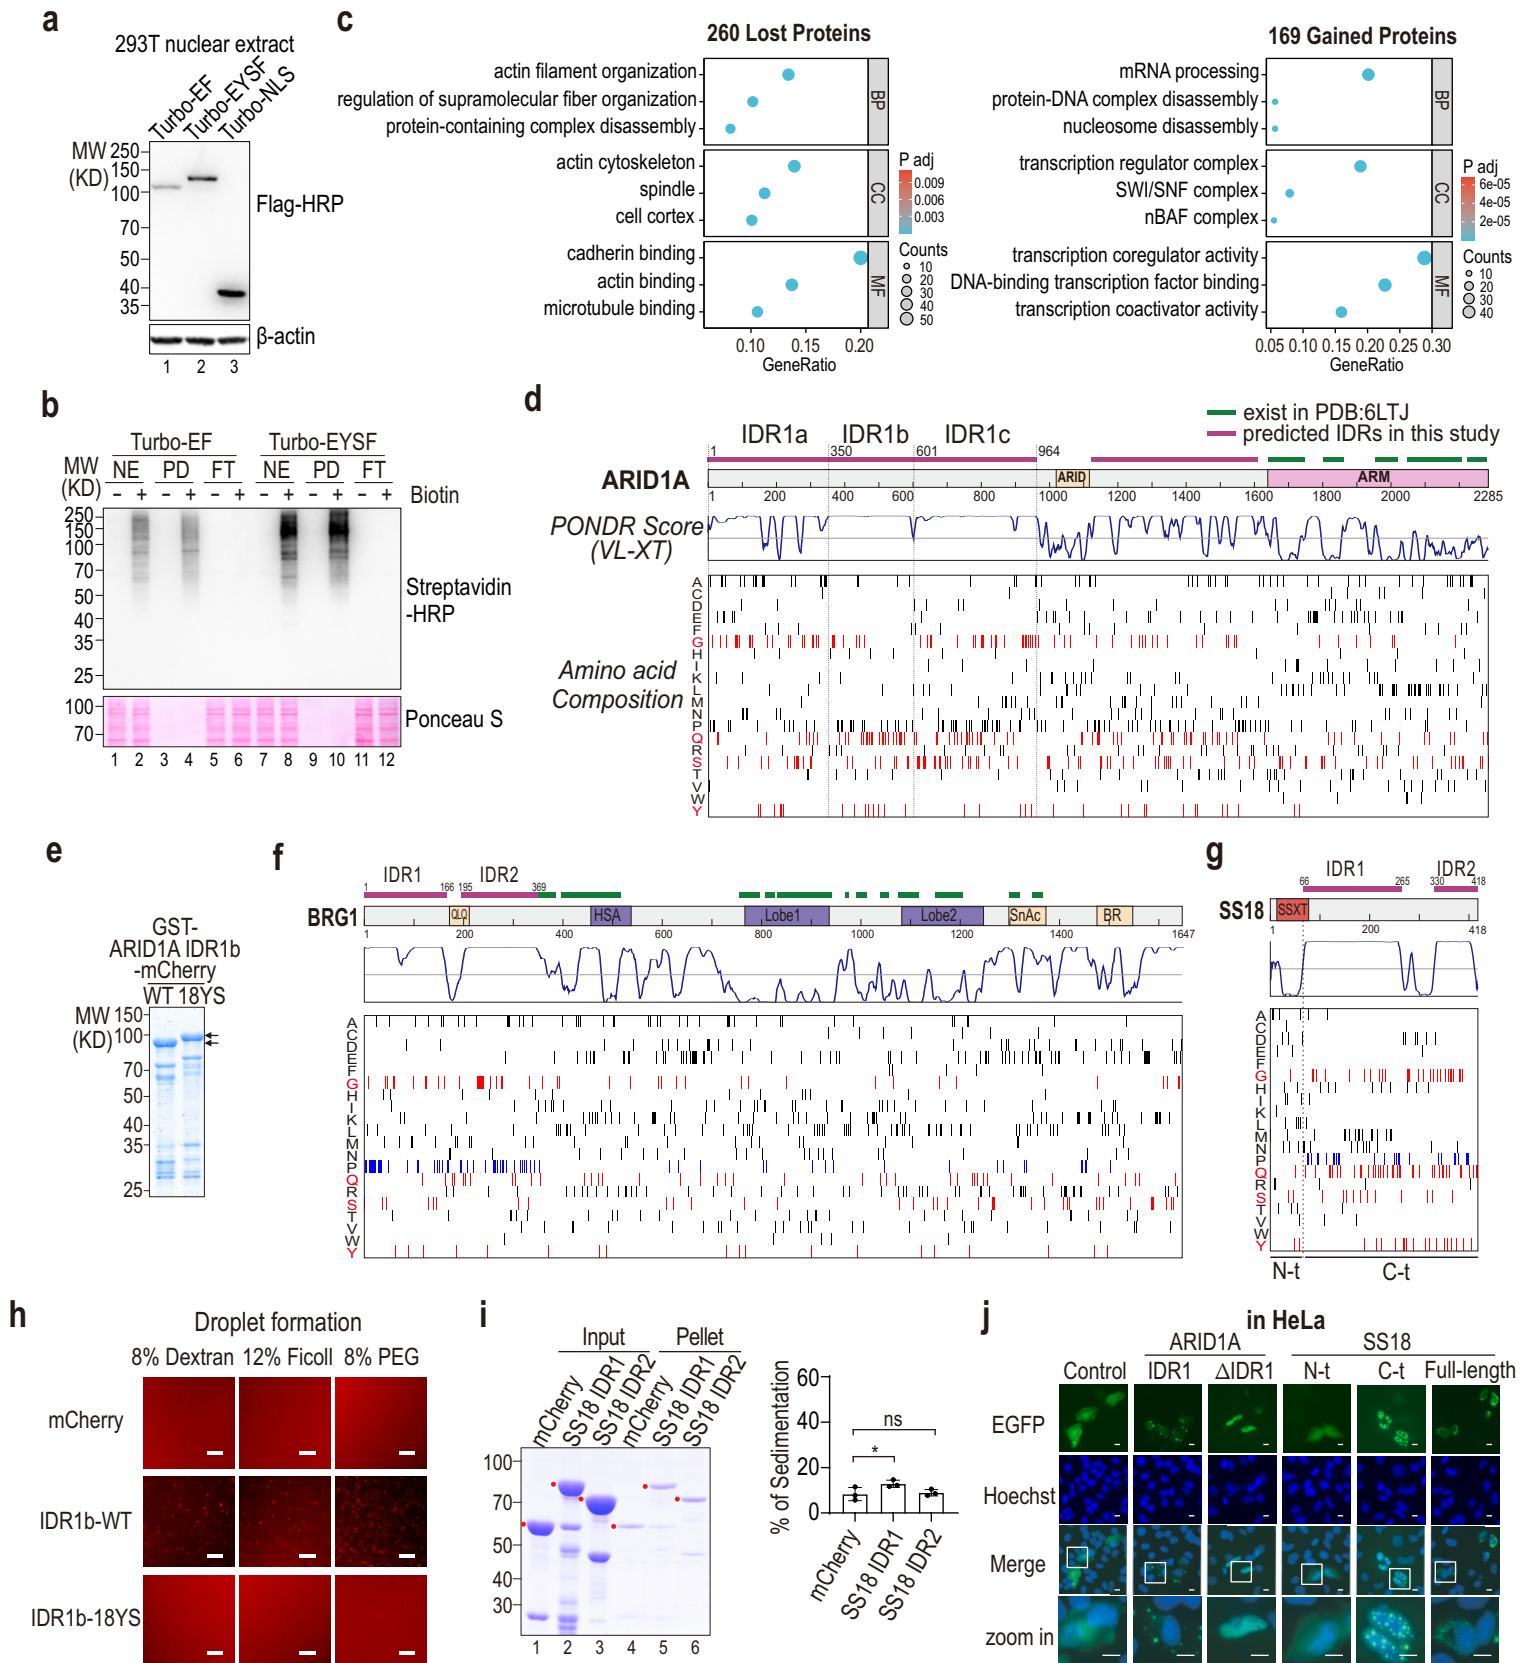 a
293T nuclear extract
Turbo-EF
Turbo-EYSF
Turbo-NLS
MW
(KD)
250
150
100
70
50
40
35
Flag-HRP
β-actin
1 2 3
b
Turbo-EF Turbo-EYSF
MW
(KD)
NE PD FT NE PD FT
- + - + - + - + - + - + Biotin
250
150
100
70
50
40
35
25
Streptavidin
-HRP
100
70
Ponceau S
1 2 3 4 5 6 7 8 9 10 11 12
c
260 Lost Proteins
actin filament organization
regulation of supramolecular fiber organization
protein-containing complex disassembly
BP
actin cytoskeleton
spindle
cell cortex
CC
cadherin binding
actin binding
microtubule binding
MF
0.10 0.15 0.20
GeneRatio
P adj
0.009
0.006
0.003
Counts
10
20
30
40
50
169 Gained Proteins
mRNA processing
protein-DNA complex disassembly
nucleosome disassembly
BP
transcription regulator complex
SWI/SNF complex
nBAF complex
CC
transcription coregulator activity
DNA-binding transcription factor binding
transcription coactivator activity
MF
0.05 0.10 0.15 0.20 0.25 0.30
GeneRatio
P adj
6e-05
4e-05
2e-05
Counts
10
20
30
40
d
exist in PDB:6LTJ
predicted IDRs in this study
IDR1a IDR1b IDR1c
1 350 601 964
ARID1A
ARID ARM
1 200 400 600 800 1000 1200 1400 1600 1800 2000 2285
PONDR Score
(VL-XT)
Amino acid
Composition
A
C
D
E
F
G
H
I
K
L
M
N
P
Q
R
S
T
V
W
Y
e
GST-
ARID1A IDR1b
-mCherry
WT 18YS
MW
(KD)
150
100
70
50
40
35
25
f
IDR1 IDR2
1 166 195 369
BRG1
QLQ HSA Lobe1 Lobe2 SnAc BR
1 200 400 600 800 1000 1200 1400 1647
A
C
D
E
F
G
H
I
K
L
M
N
P
Q
R
S
T
V
W
Y
g
IDR1 IDR2
66 265 330 418
SS18
SSXT
1 200 418
A
C
D
E
F
G
H
I
K
L
M
N
P
Q
R
S
T
V
W
Y
N-t C-t
h
Droplet formation
8% Dextran 12% Ficoll 8% PEG
mCherry
IDR1b-WT
IDR1b-18YS
i
Input Pellet
mCherry
SS18 IDR1
SS18 IDR2
mCherry
SS18 IDR1
SS18 IDR2
100
70
50
40
30
1 2 3 4 5 6
% of Sedimentation
60
40
20
0
ns
*
mCherry
SS18 IDR1
SS18 IDR2
j
in HeLa
ARID1A SS18
Control IDR1 ΔIDR1 N-t C-t Full-length
EGFP
Hoechst
Merge
zoom in